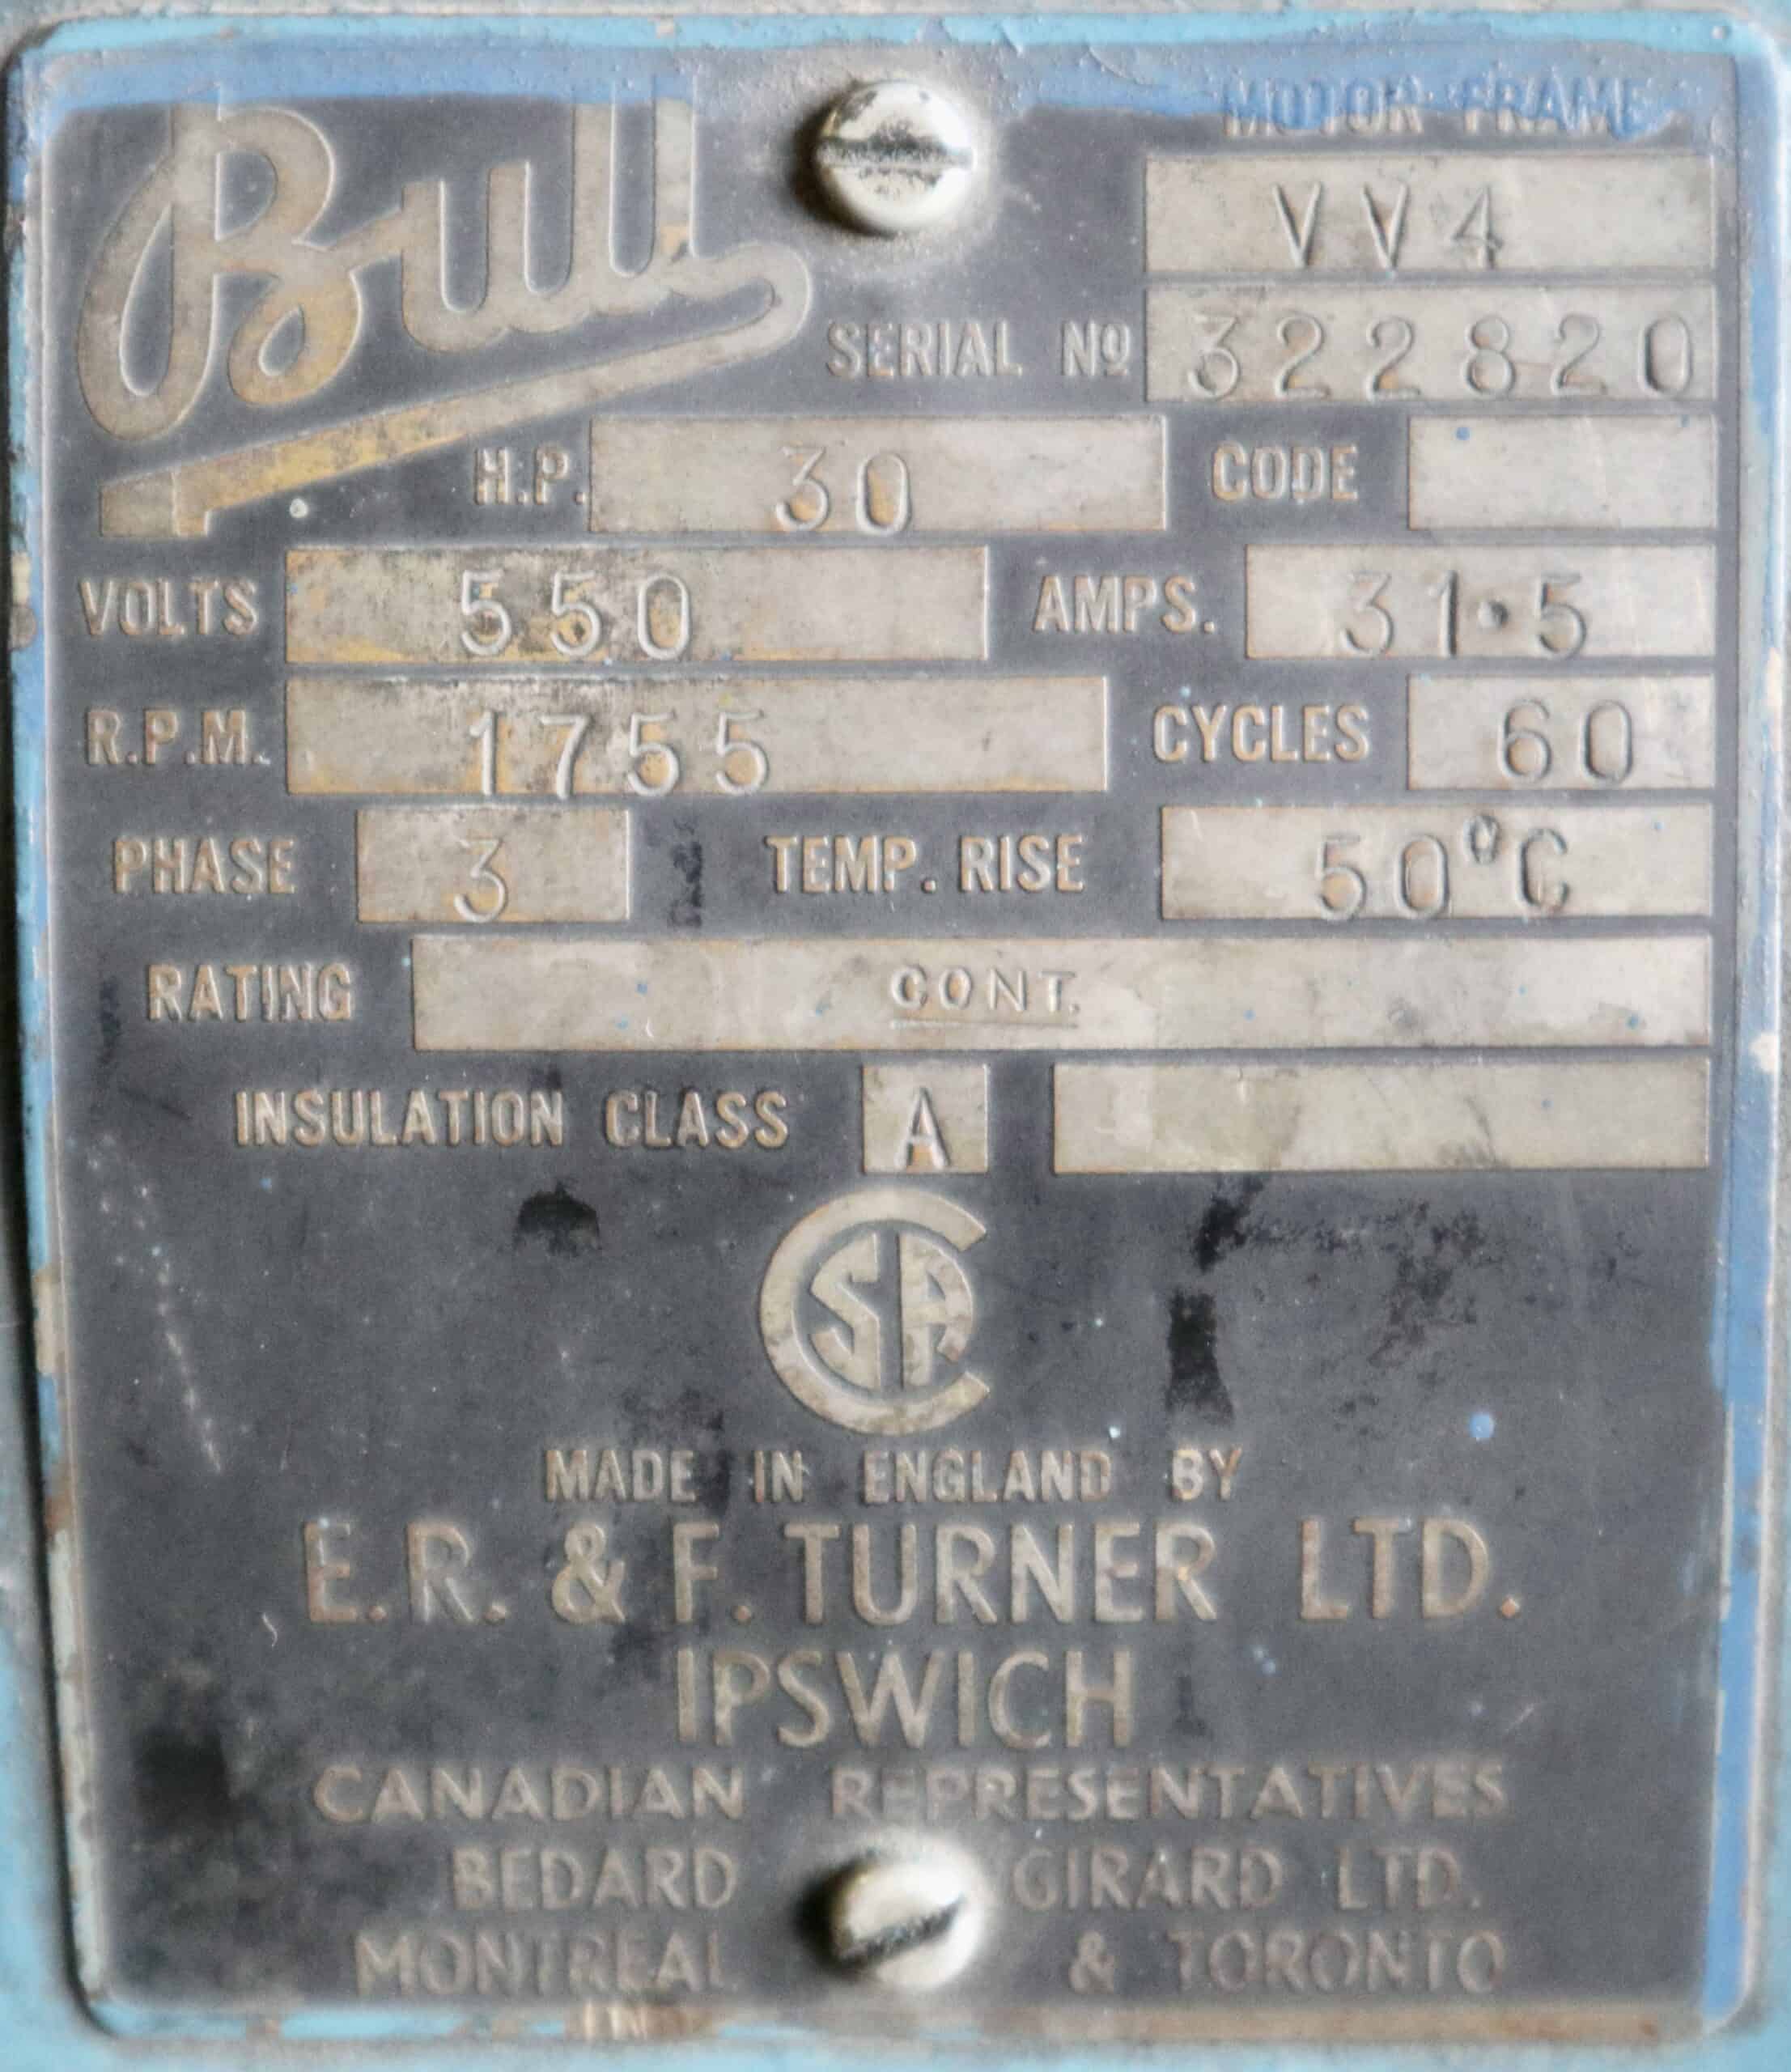 Bull
MOTOR FRAME
VV4
SERIAL Nº 322820
H.P. 30 CODE
VOLTS 550 AMPS. 31·5
R.P.M. 1755 CYCLES 60
PHASE 3 TEMP. RISE 50°C
RATING CONT.
INSULATION CLASS A
CSA
MADE IN ENGLAND BY
E.R. & F. TURNER LTD.
IPSWICH
CANADIAN REPRESENTATIVES
BEDARD GIRARD LTD.
MONTREAL & TORONTO